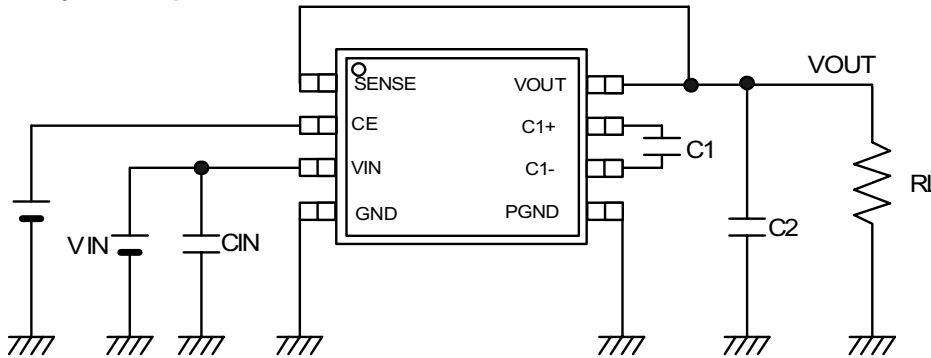 SENSE
VOUT
VOUT
CE
C1+
C1
VIN
C1-
GND
PGND
VIN
CIN
C2
RL